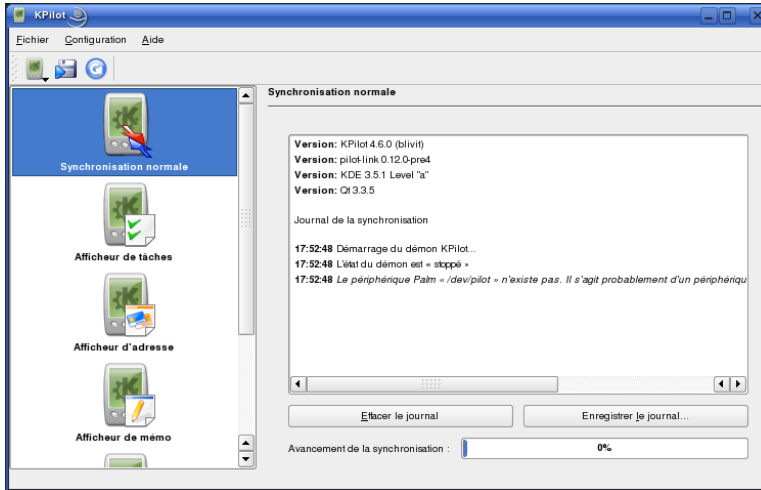 KPilot
Fichier Configuration Aide
Synchronisation normale
Afficheur de tâches
Afficheur d'adresse
Afficheur de mémo
Synchronisation normale
Version: KPilot 4.6.0 (blivit)
Version: pilot-link 0.12.0-pre4
Version: KDE 3.5.1 Level "a"
Version: Qt 3.3.5
Journal de la synchronisation
17:52:48 Démarrage du démon KPilot...
17:52:48 L'état du démon est « stoppé »
17:52:48 Le périphérique Palm « /dev/pilot » n'existe pas. Il s'agit probablement d'un périphériqu
Effacer le journal
Enregistrer le journal...
Avancement de la synchronisation :
0%